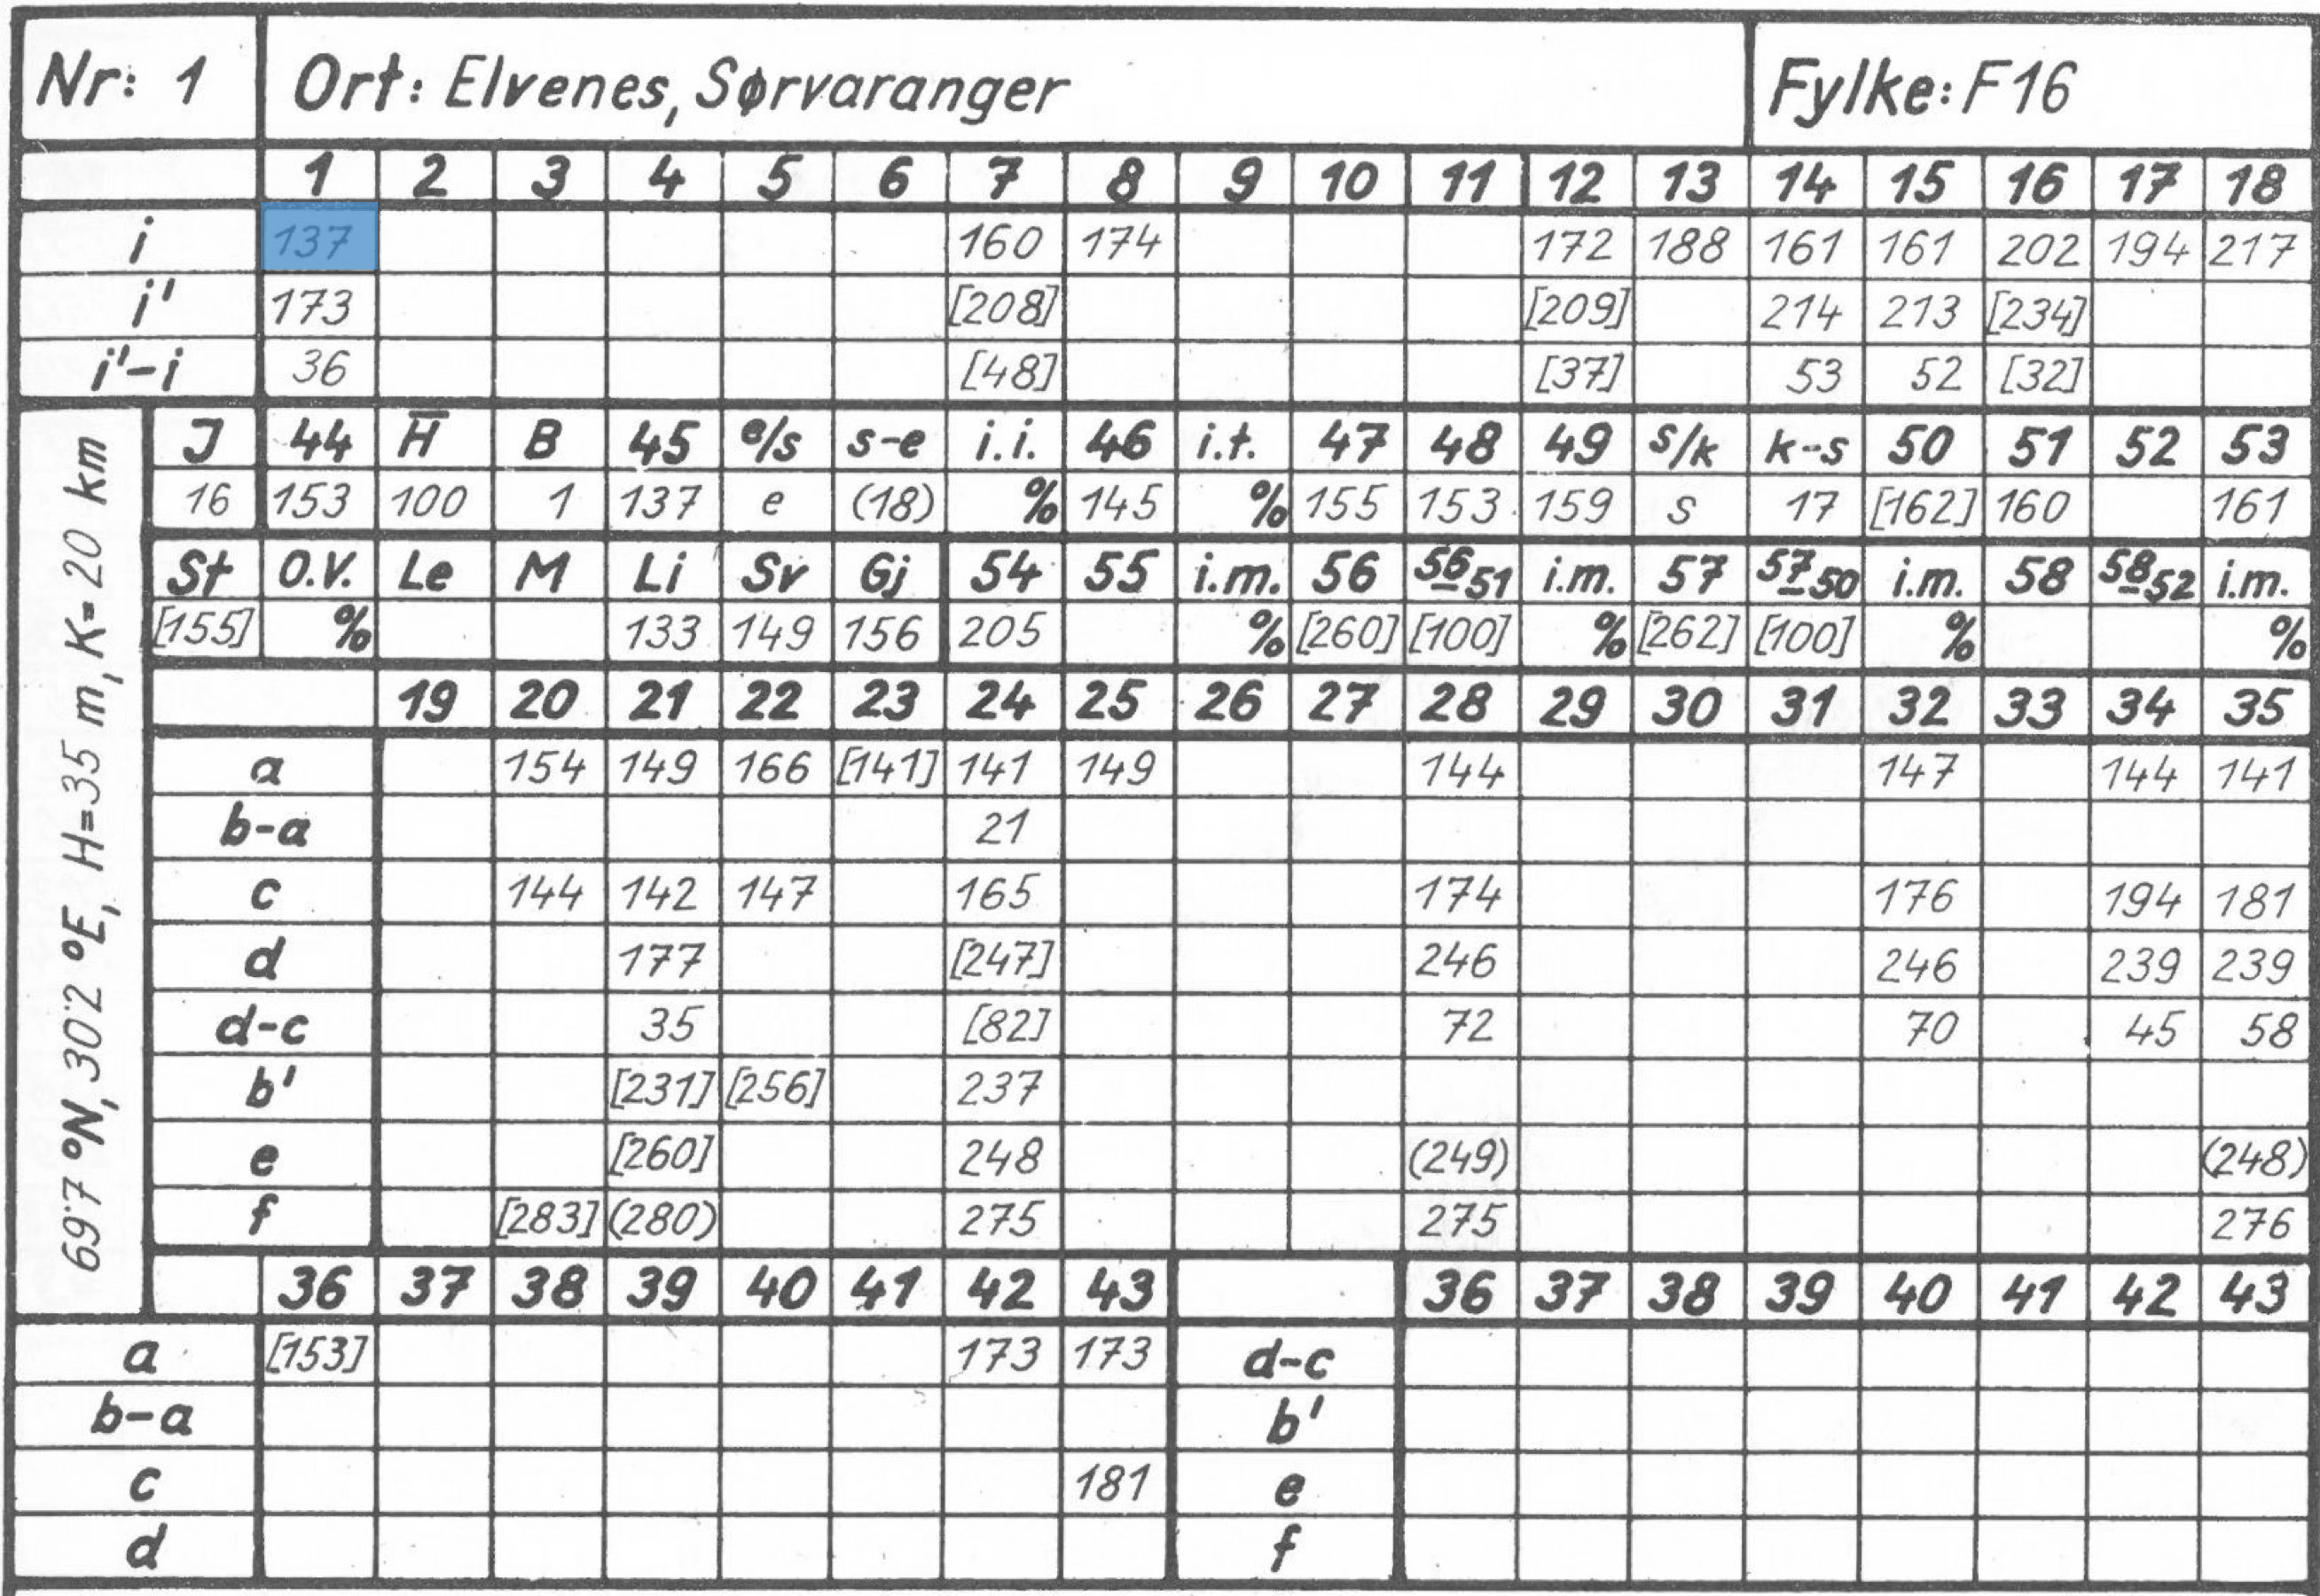 Nr: 1 Ort: Elvenes, Sørvaranger Fylke: F16
1 2 3 4 5 6 7 8 9 10 11 12 13 14 15 16 17 18
i 137 160 174 172 188 161 161 202 194 217
i' 173 [208] [209] 214 213 [234]
i'-i 36 [48] [37] 53 52 [32]
69.7 °N, 30.2 °E, H=35 m, K=20 km
J 44 H̅ B 45 e/s s-e i.i. 46 i.t. 47 48 49 s/k k-s 50 51 52 53
16 153 100 1 137 e (18) % 145 % 155 153 159 s 17 [162] 160 161
St O.V. Le M Li Sv Gj 54 55 i.m. 56 56-51 i.m. 57 57-50 i.m. 58 58-52 i.m.
[155] % 133 149 156 205 % [260] [100] % [262] [100] % %
19 20 21 22 23 24 25 26 27 28 29 30 31 32 33 34 35
a 154 149 166 [141] 141 149 144 147 144 141
b-a 21
c 144 142 147 165 174 176 194 181
d 177 [247] 246 246 239 239
d-c 35 [82] 72 70 45 58
b' [231] [256] 237
e [260] 248 (249) (248)
f [283] (280) 275 275 276
36 37 38 39 40 41 42 43 36 37 38 39 40 41 42 43
a [153] 173 173 d-c
b-a b'
c 181 e
d f